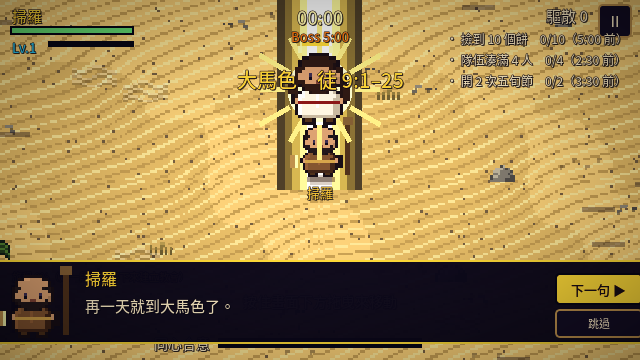 掃羅
Lv.1
00:00
Boss 5:00
驅散 0
· 撿到 10 個餅 0/10 (5:00 前)
· 隊伍湊滿 4 人 0/4 (2:30 前)
· 開 2 次五旬節 0/2 (3:30 前)
大馬色 徒 9:1–25
掃羅
掃羅
再一天就到大馬色了。
下一句 ▶
跳過